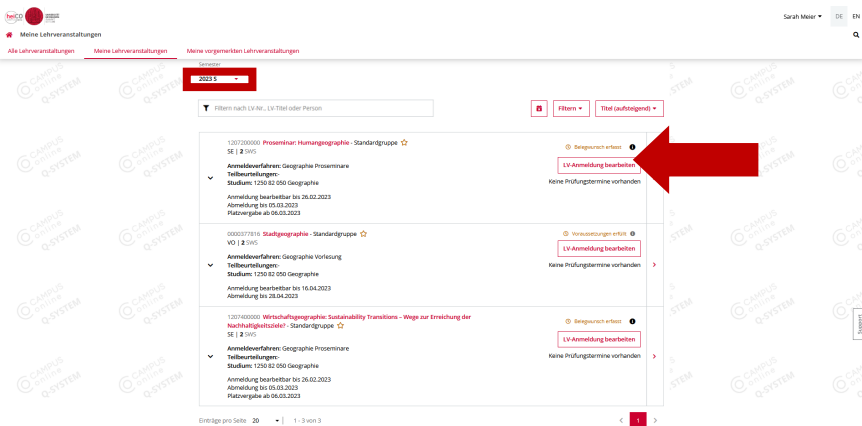 heiCO
Sarah Meier
DE EN
Meine Lehrveranstaltungen
Alle Lehrveranstaltungen Meine Lehrveranstaltungen Meine vorgemerkten Lehrveranstaltungen
Semester
2023 S
Filtern nach LV-Nr., LV-Titel oder Person
Filtern
Titel (aufsteigend)
1207200000 Proseminar: Humangeographie - Standardgruppe
SE | 2 SWS
Belegwunsch erfasst
LV-Anmeldung bearbeiten
Keine Prüfungstermine vorhanden
Anmeldeverfahren: Geographie Proseminare
Teilbeurteilungen:-
Studium: 1250 82 050 Geographie
Anmeldung bearbeitbar bis 26.02.2023
Abmeldung bis 05.03.2023
Platzvergabe ab 06.03.2023
0000377816 Stadtgeographie - Standardgruppe
VO | 2 SWS
Voraussetzungen erfüllt
LV-Anmeldung bearbeiten
Keine Prüfungstermine vorhanden
Anmeldeverfahren: Geographie Vorlesung
Teilbeurteilungen:-
Studium: 1250 82 050 Geographie
Anmeldung bearbeitbar bis 16.04.2023
Abmeldung bis 28.04.2023
1207400000 Wirtschaftsgeographie: Sustainability Transitions – Wege zur Erreichung der
Nachhaltigkeitsziele? - Standardgruppe
SE | 2 SWS
Belegwunsch erfasst
LV-Anmeldung bearbeiten
Keine Prüfungstermine vorhanden
Anmeldeverfahren: Geographie Proseminare
Teilbeurteilungen:-
Studium: 1250 82 050 Geographie
Anmeldung bearbeitbar bis 26.02.2023
Abmeldung bis 05.03.2023
Platzvergabe ab 06.03.2023
Einträge pro Seite 20 1 - 3 von 3
1
Support
CAMPUS
online
Q-SYSTEM